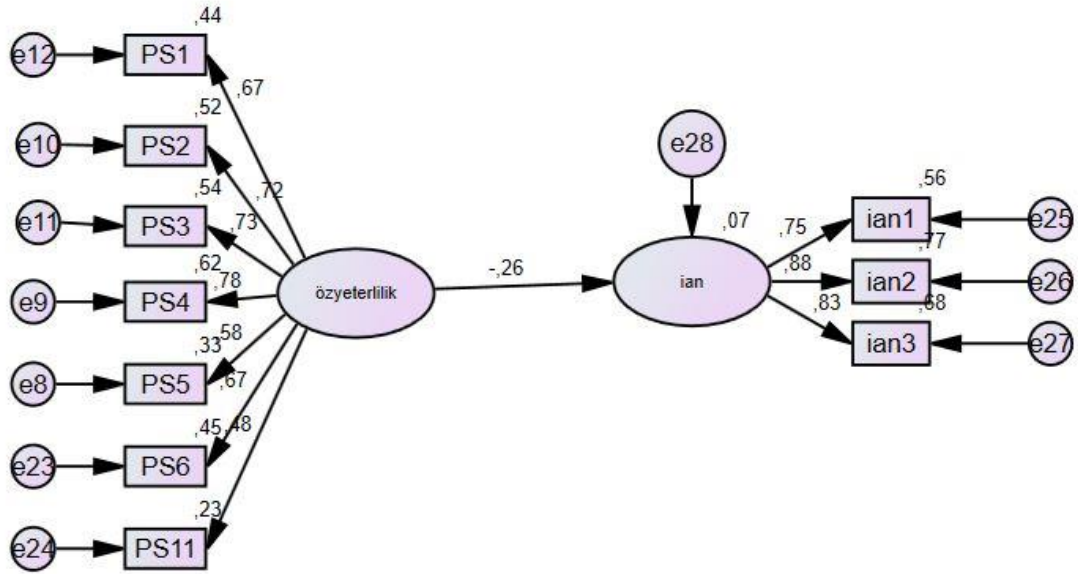 ,44
e12
PS1
,67
,52
e10
PS2
,72
,54
e11
PS3
,73
,62
e9
PS4
,78
,58
,33
e8
PS5
,67
,45
,48
e23
PS6
,23
e24
PS11
özyeterlilik
-,26
e28
,07
ian
,75
,88
,83
,56
ian1
e25
,77
ian2
e26
,68
ian3
e27